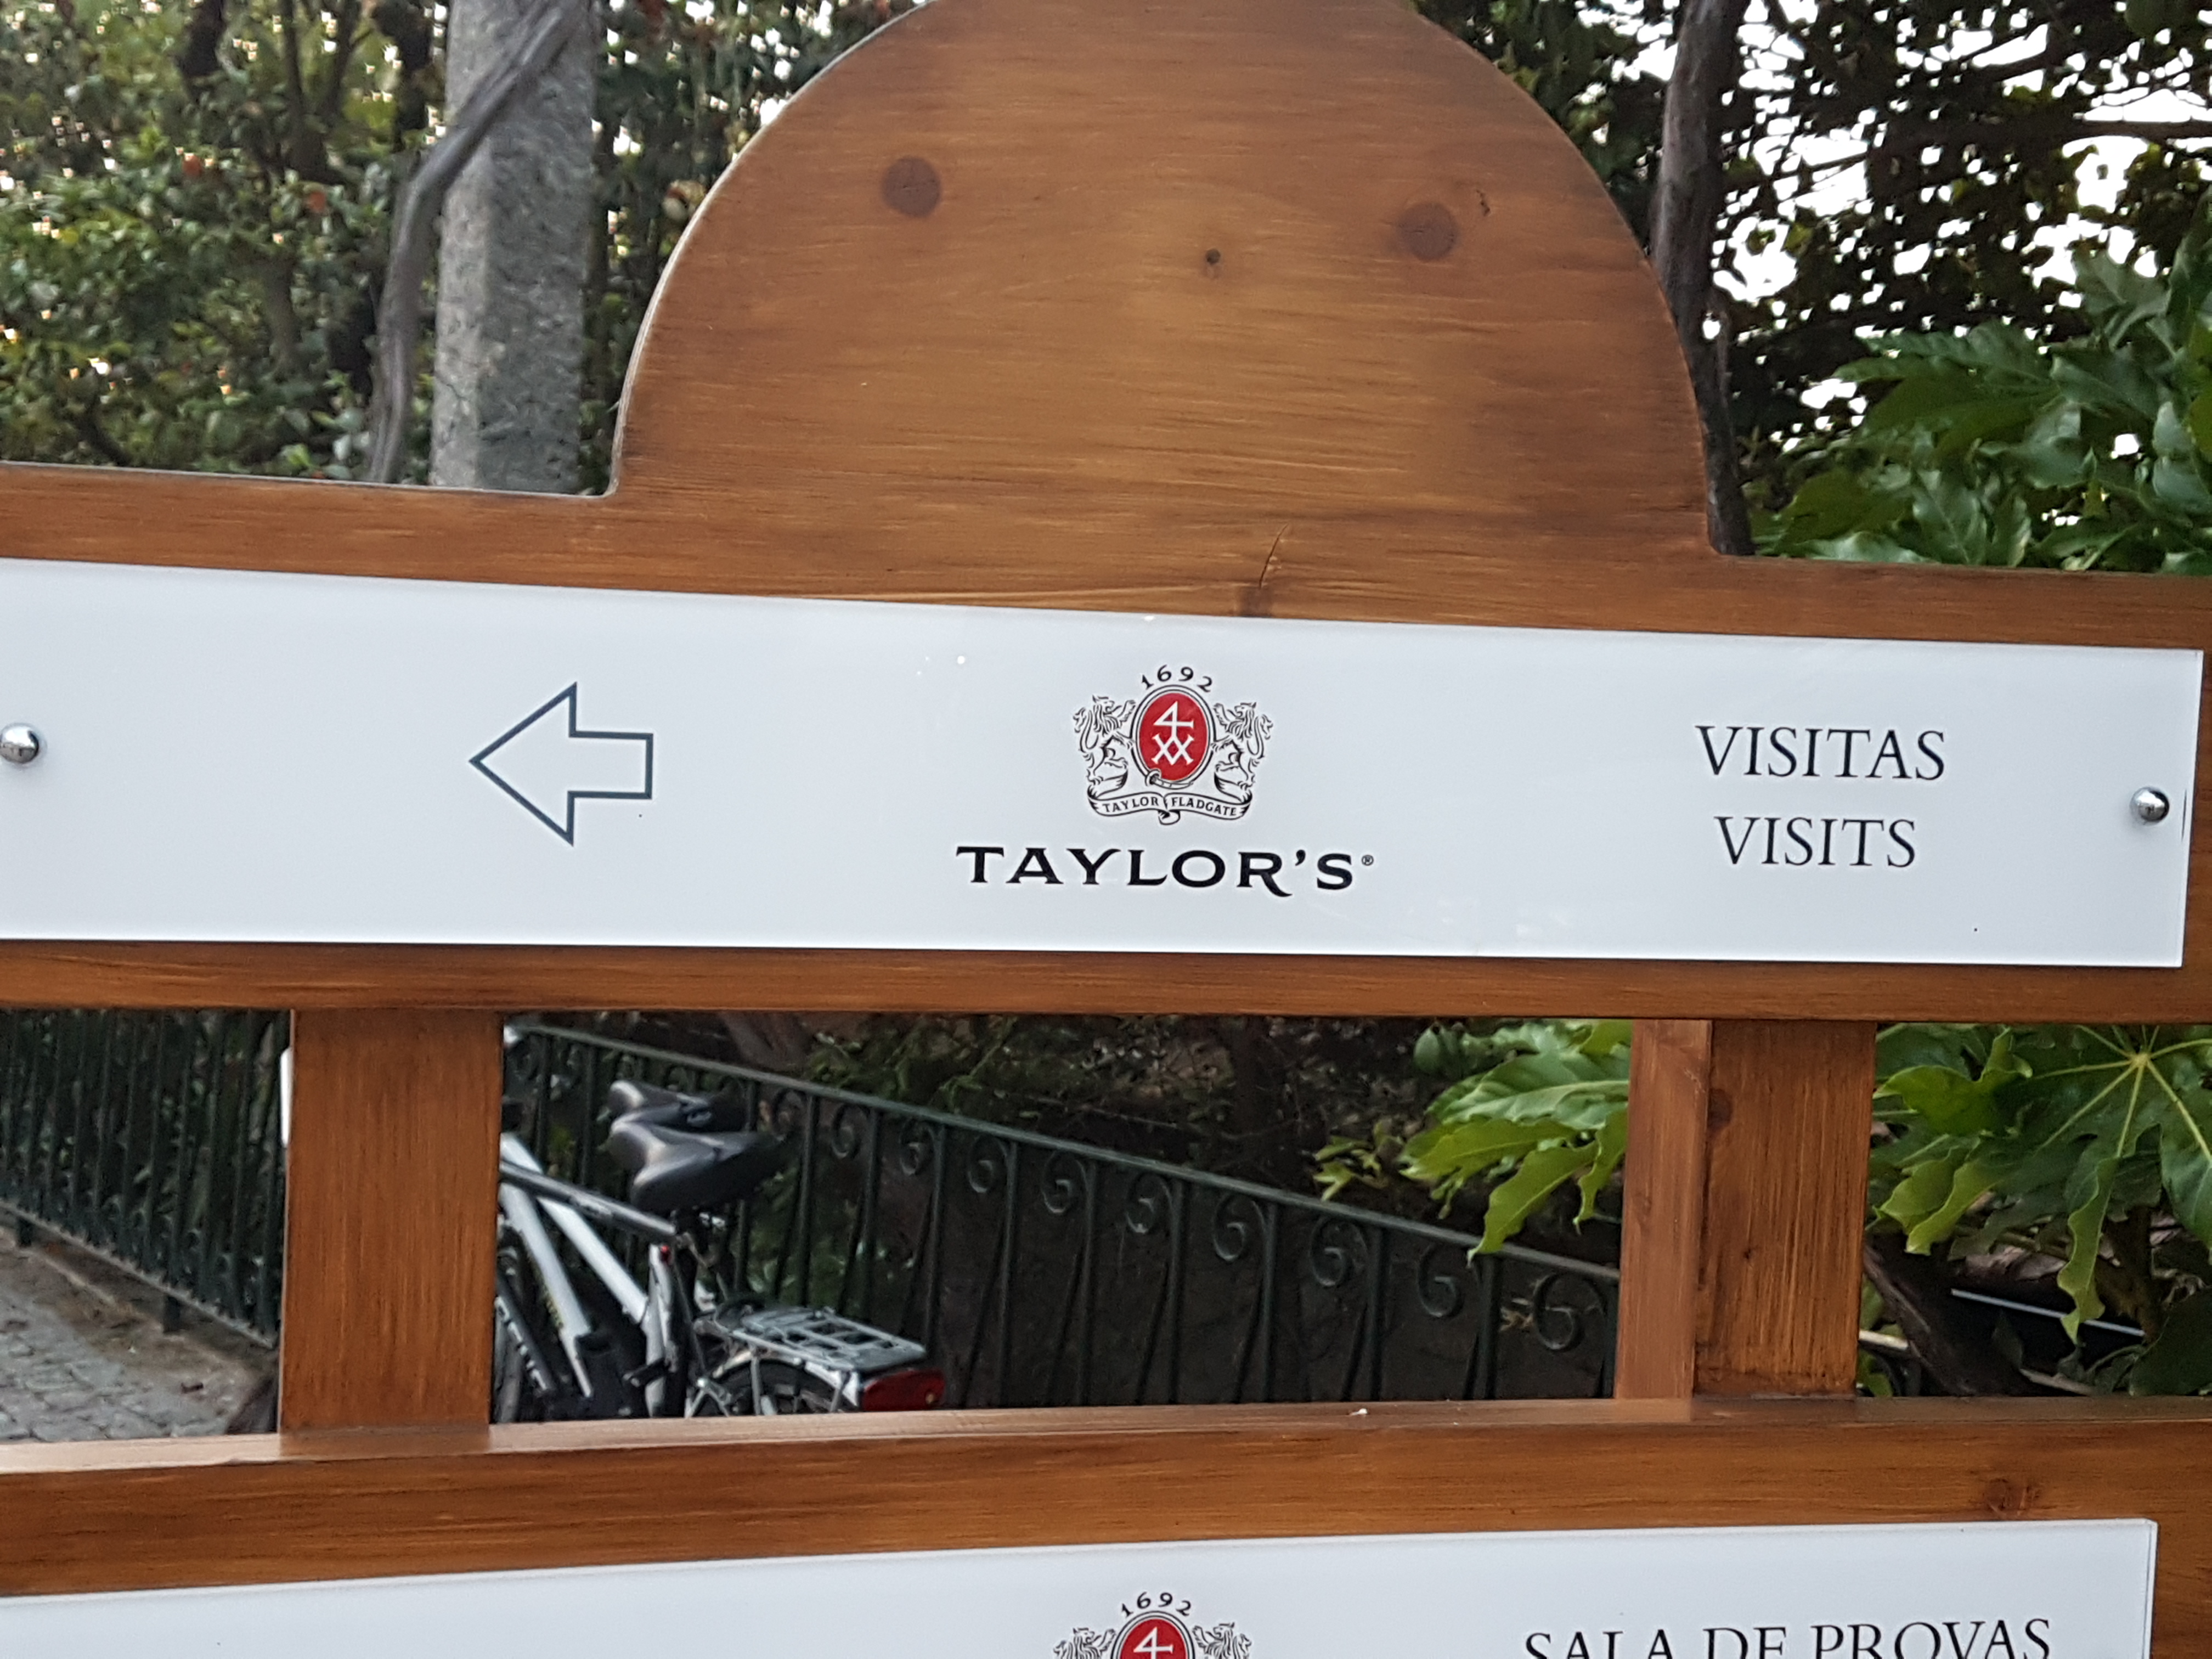 1692
TAYLOR FLADGATE
TAYLOR'S®
VISITAS
VISITS
1692
SALA DE PROVAS